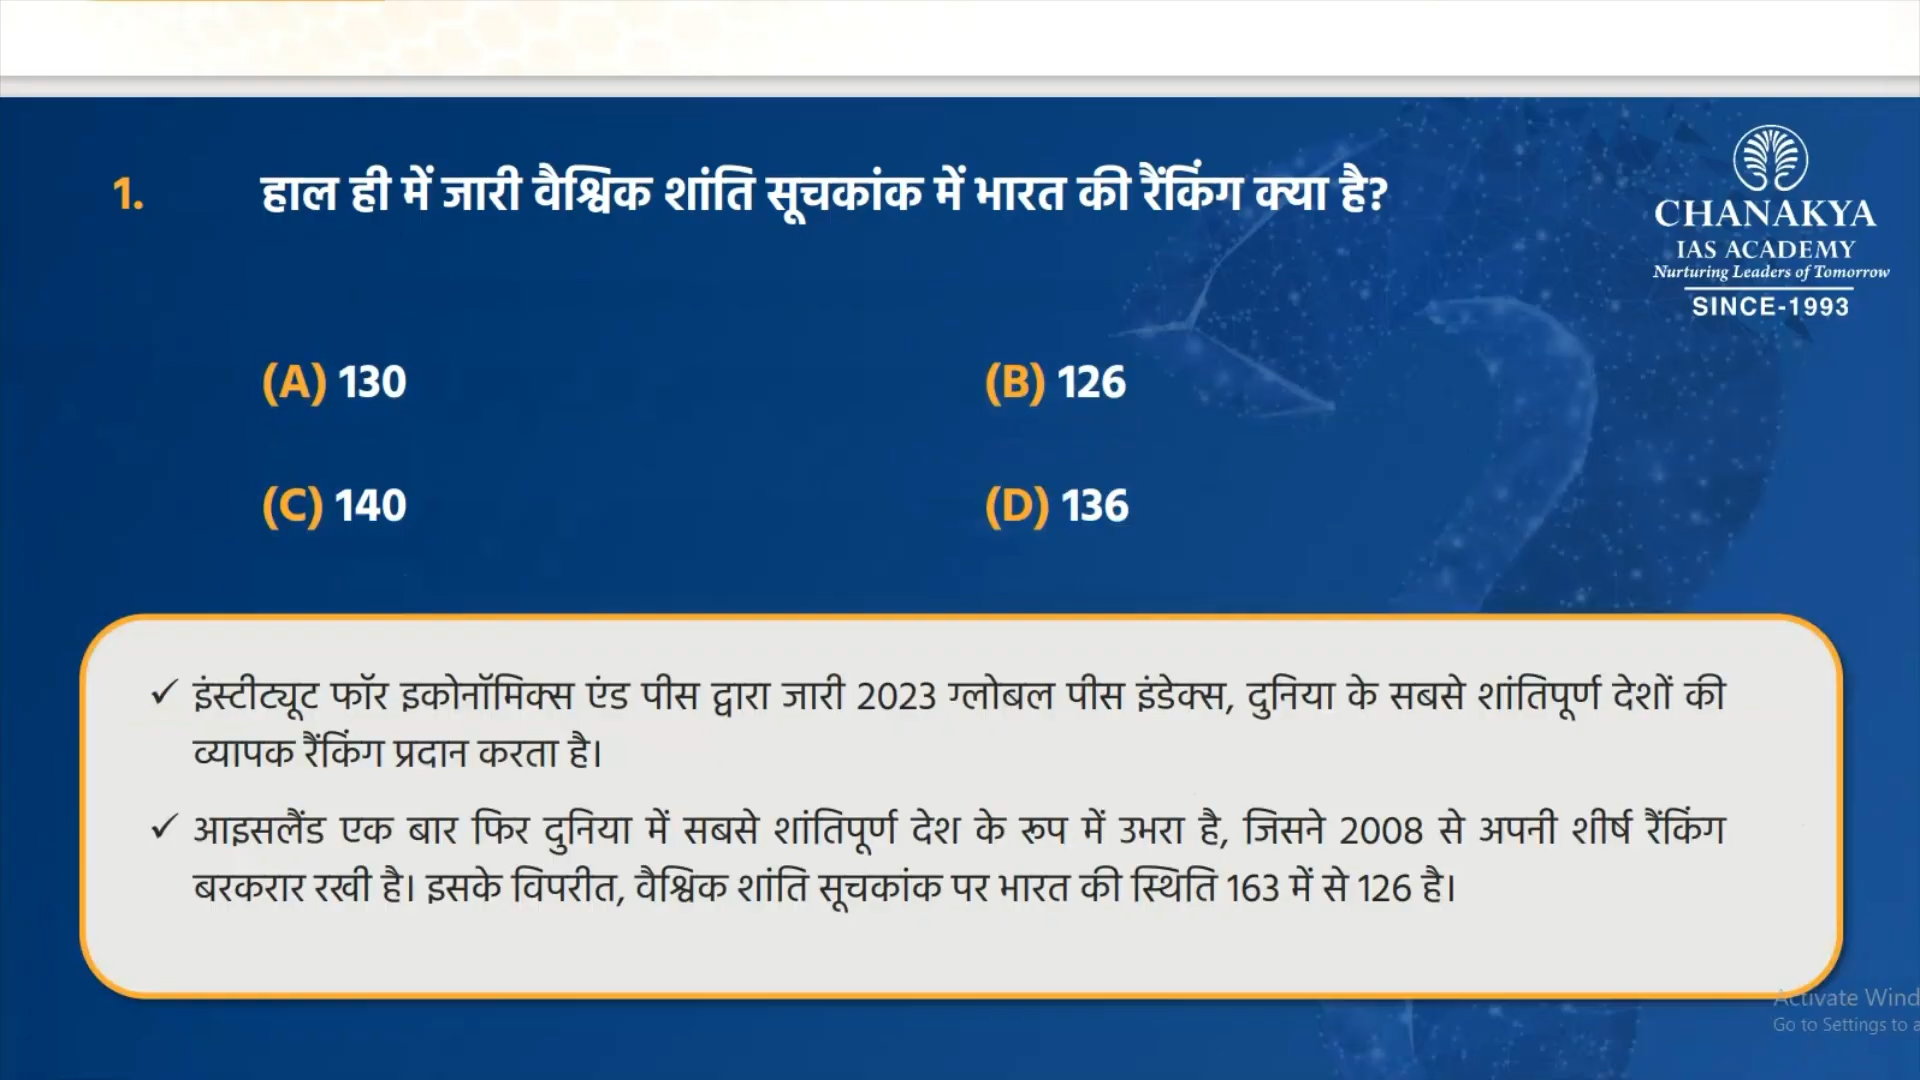 1. हाल ही में जारी वैश्विक शांति सूचकांक में भारत की रैंकिंग क्या है?
CHANAKYA
IAS ACADEMY
Nurturing Leaders of Tomorrow
SINCE-1993
(A) 130
(B) 126
(C) 140
(D) 136
✓ इंस्टीट्यूट फॉर इकोनॉमिक्स एंड पीस द्वारा जारी 2023 ग्लोबल पीस इंडेक्स, दुनिया के सबसे शांतिपूर्ण देशों की
व्यापक रैंकिंग प्रदान करता है।
✓ आइसलैंड एक बार फिर दुनिया में सबसे शांतिपूर्ण देश के रूप में उभरा है, जिसने 2008 से अपनी शीर्ष रैंकिंग
बरकरार रखी है। इसके विपरीत, वैश्विक शांति सूचकांक पर भारत की स्थिति 163 में से 126 है।
Activate Wind
Go to Settings to a